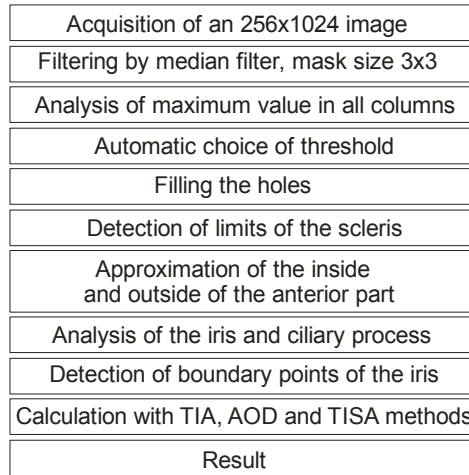 Acquisition of an 256x1024 image
Filtering by median filter, mask size 3x3
Analysis of maximum value in all columns
Automatic choice of threshold
Filling the holes
Detection of limits of the scleris
Approximation of the inside
and outside of the anterior part
Analysis of the iris and ciliary process
Detection of boundary points of the iris
Calculation with TIA, AOD and TISA methods
Result